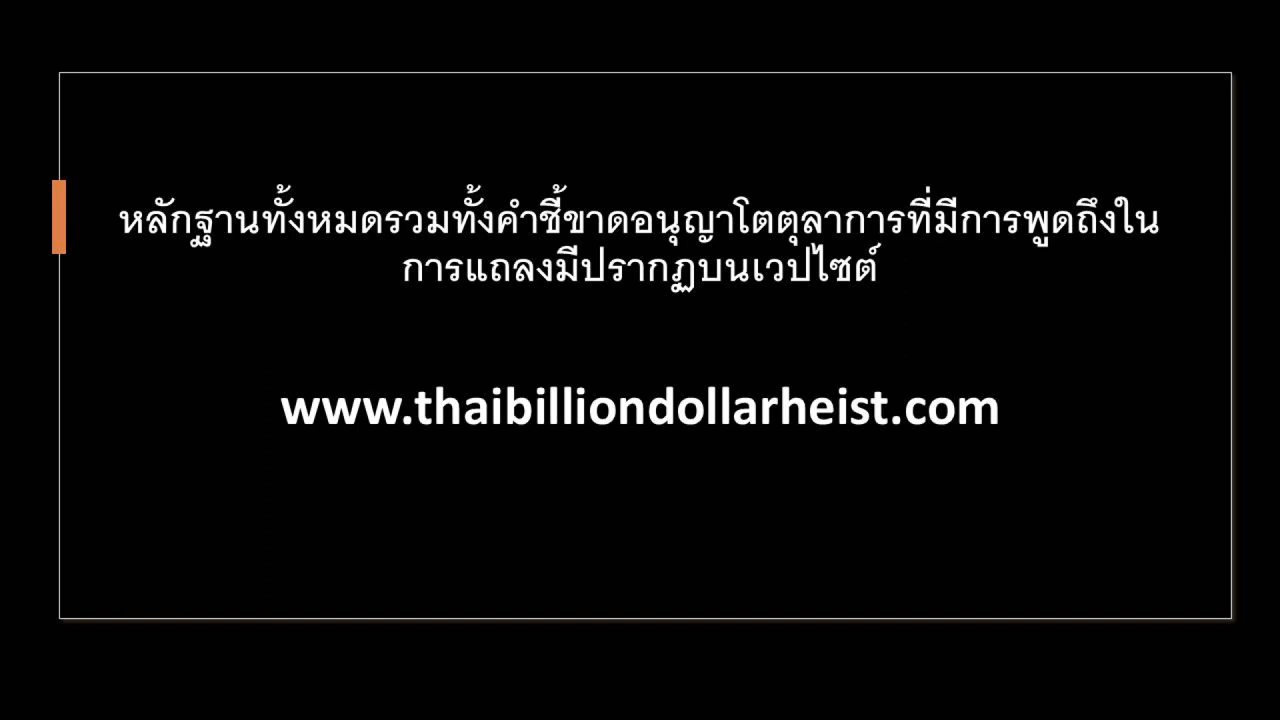 หลักฐานทั้งหมดรวมทั้งคำชี้ขาดอนุญาโตตุลาการที่มีการพูดถึงใน
การแถลงมีปรากฏบนเวปไซต์
www.thaibilliondollarheist.com